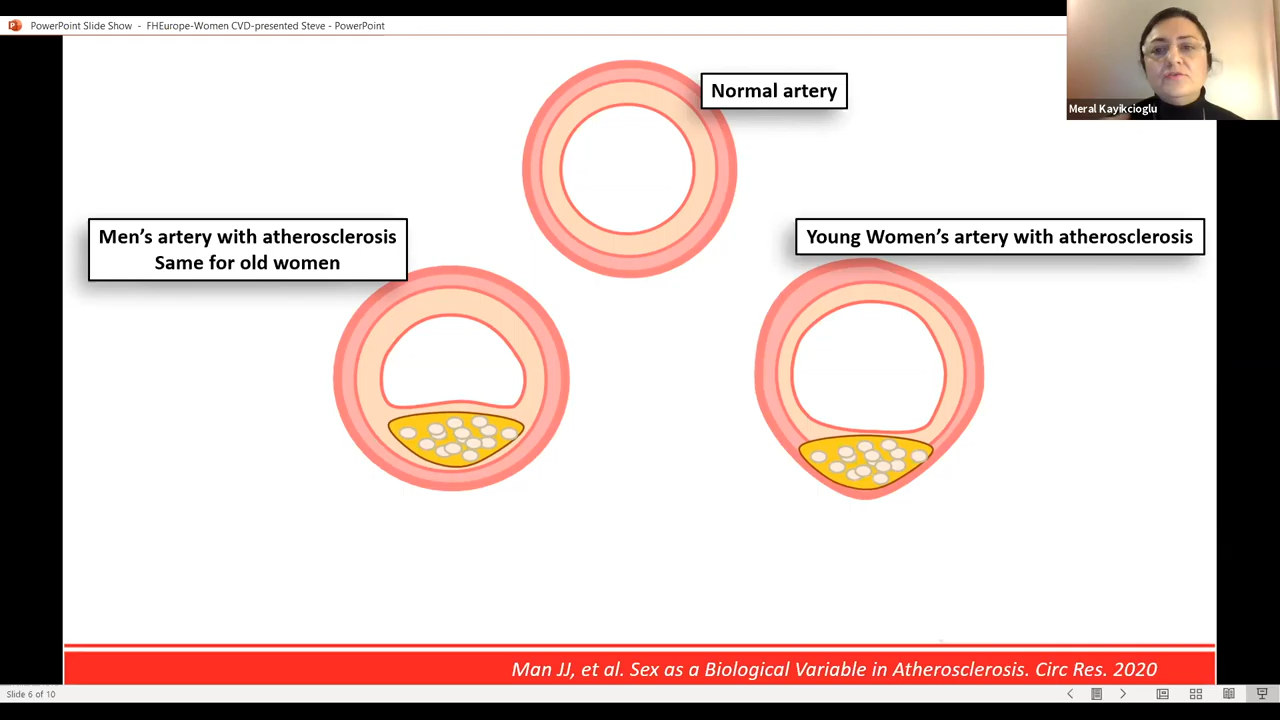 PowerPoint Slide Show - FHEurope-Women CVD-presented Steve - PowerPoint
Meral Kayikcioglu
Normal artery
Men's artery with atherosclerosis
Same for old women
Young Women's artery with atherosclerosis
Man JJ, et al. Sex as a Biological Variable in Atherosclerosis. Circ Res. 2020
Slide 6 of 10